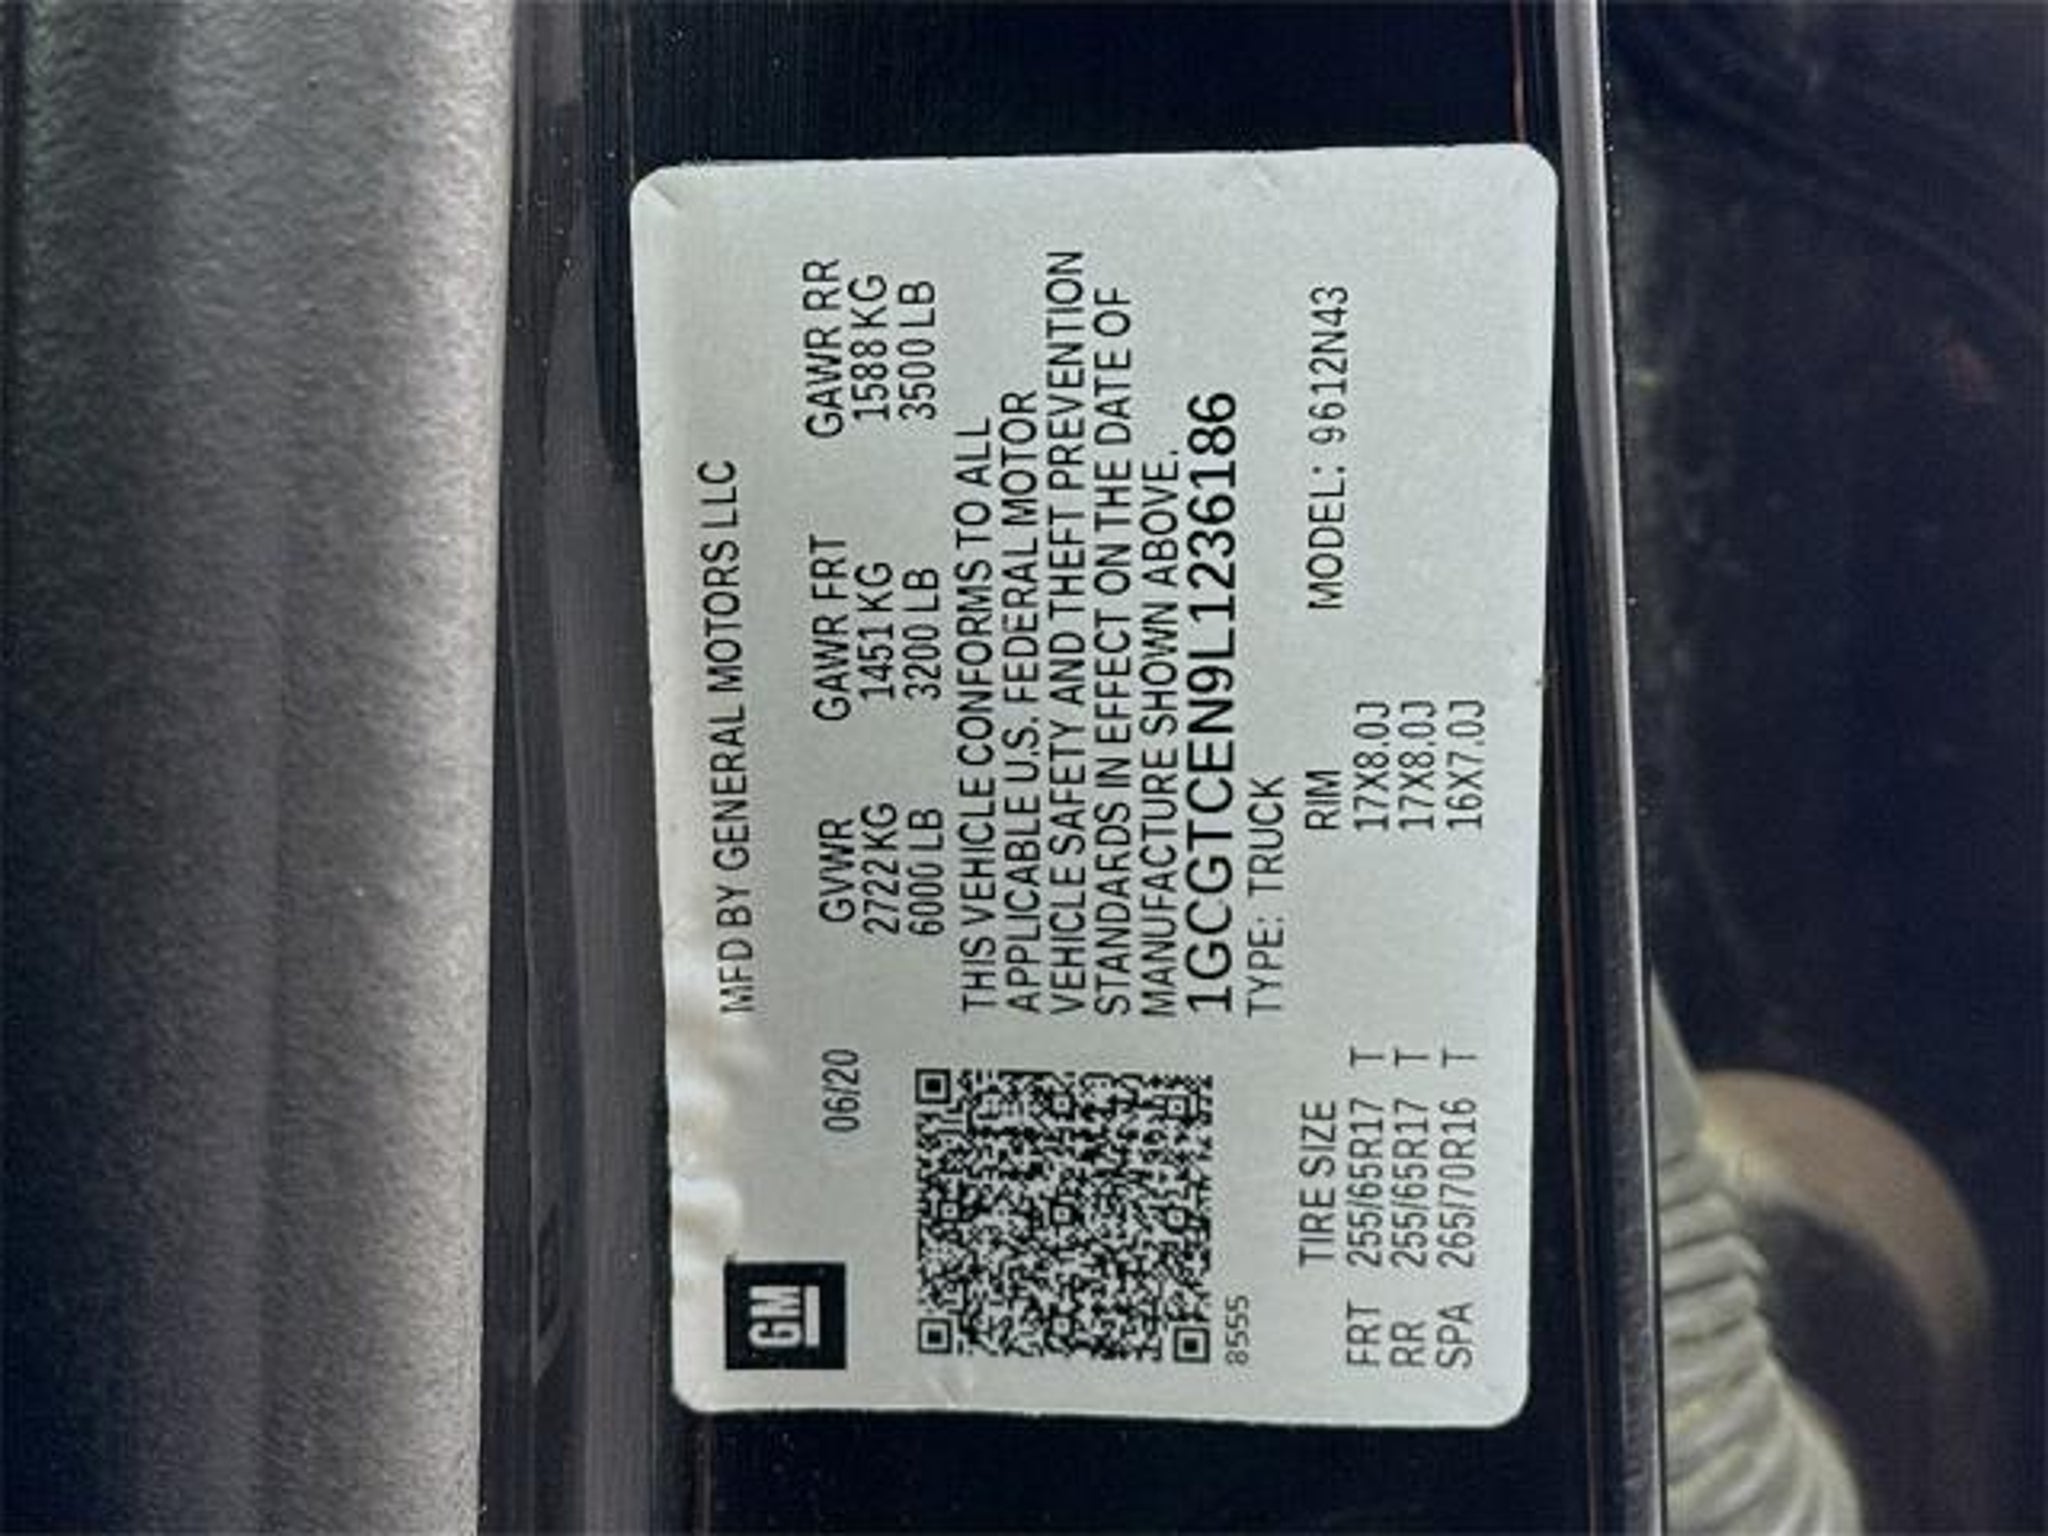 GM
MFD BY GENERAL MOTORS LLC
06/20
GVWR GAWR FRT GAWR RR
2722 KG 1451 KG 1588 KG
6000 LB 3200 LB 3500 LB
THIS VEHICLE CONFORMS TO ALL
APPLICABLE U.S. FEDERAL MOTOR
VEHICLE SAFETY AND THEFT PREVENTION
STANDARDS IN EFFECT ON THE DATE OF
MANUFACTURE SHOWN ABOVE.
1GCGTCEN9L1236186
8555
TYPE: TRUCK
TIRE SIZE RIM MODEL: 9612N43
FRT 255/65R17 T 17X8.0J
RR 255/65R17 T 17X8.0J
SPA 265/70R16 T 16X7.0J